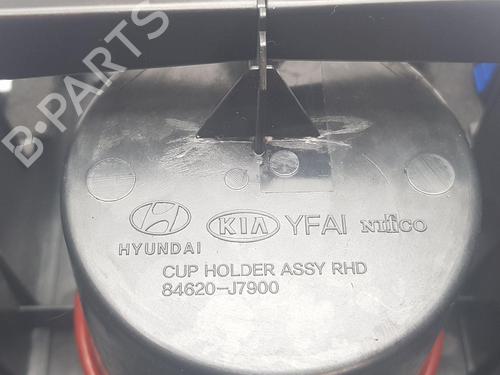 B-PARTS
HYUNDAI KIA YFAI NIFCO
CUP HOLDER ASSY RHD
84620-J7900